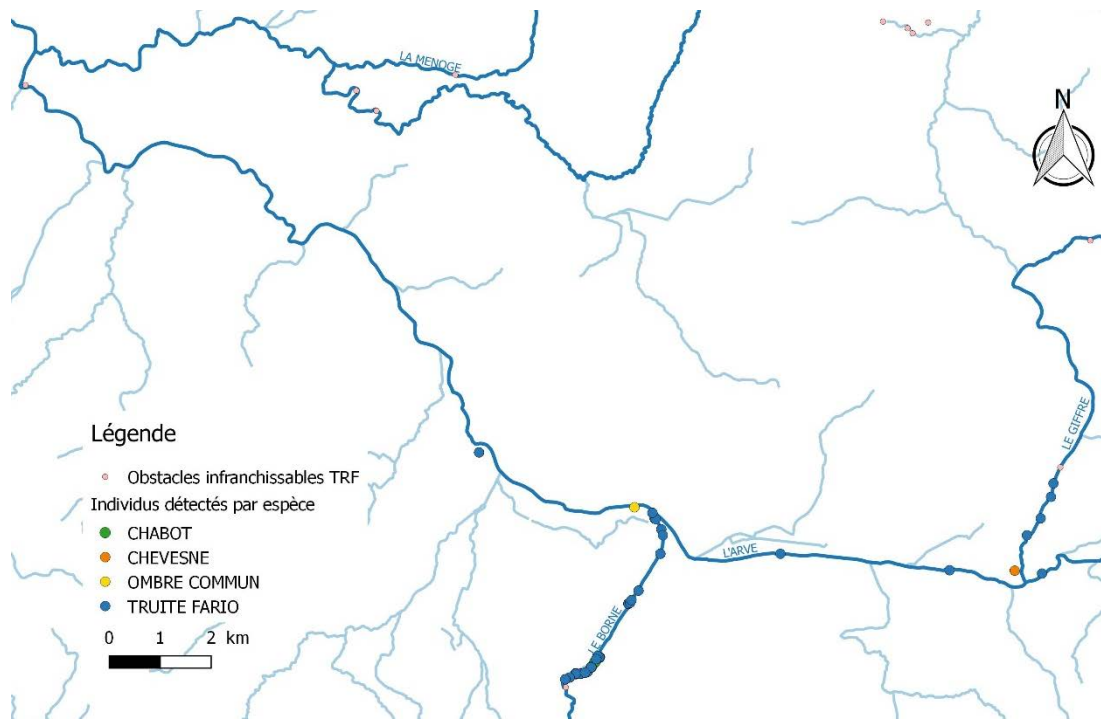 LA MENOGE
N
LE GIFFRE
Légende
Obstacles infranchissables TRF
Individus détectés par espèce
CHABOT
CHEVESNE
OMBRE COMMUN
TRUITE FARIO
0 1 2 km
L'ARVE
LE BORNE